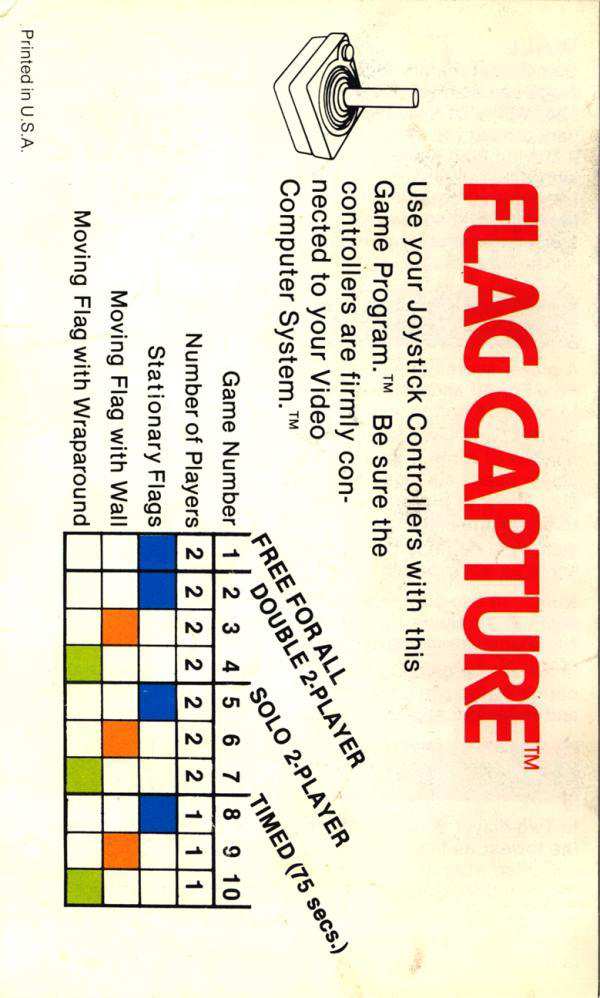 FLAG CAPTURE™
Use your Joystick Controllers with this
Game Program.™ Be sure the
controllers are firmly con-
nected to your Video
Computer System.™
FREE FOR ALL
DOUBLE 2-PLAYER
SOLO 2-PLAYER
TIMED (75 secs.)
Game Number 1 2 3 4 5 6 7 8 9 10
Number of Players 2 2 2 2 2 2 2 1 1 1
Stationary Flags
Moving Flag with Wall
Moving Flag with Wraparound
Printed in U.S.A.